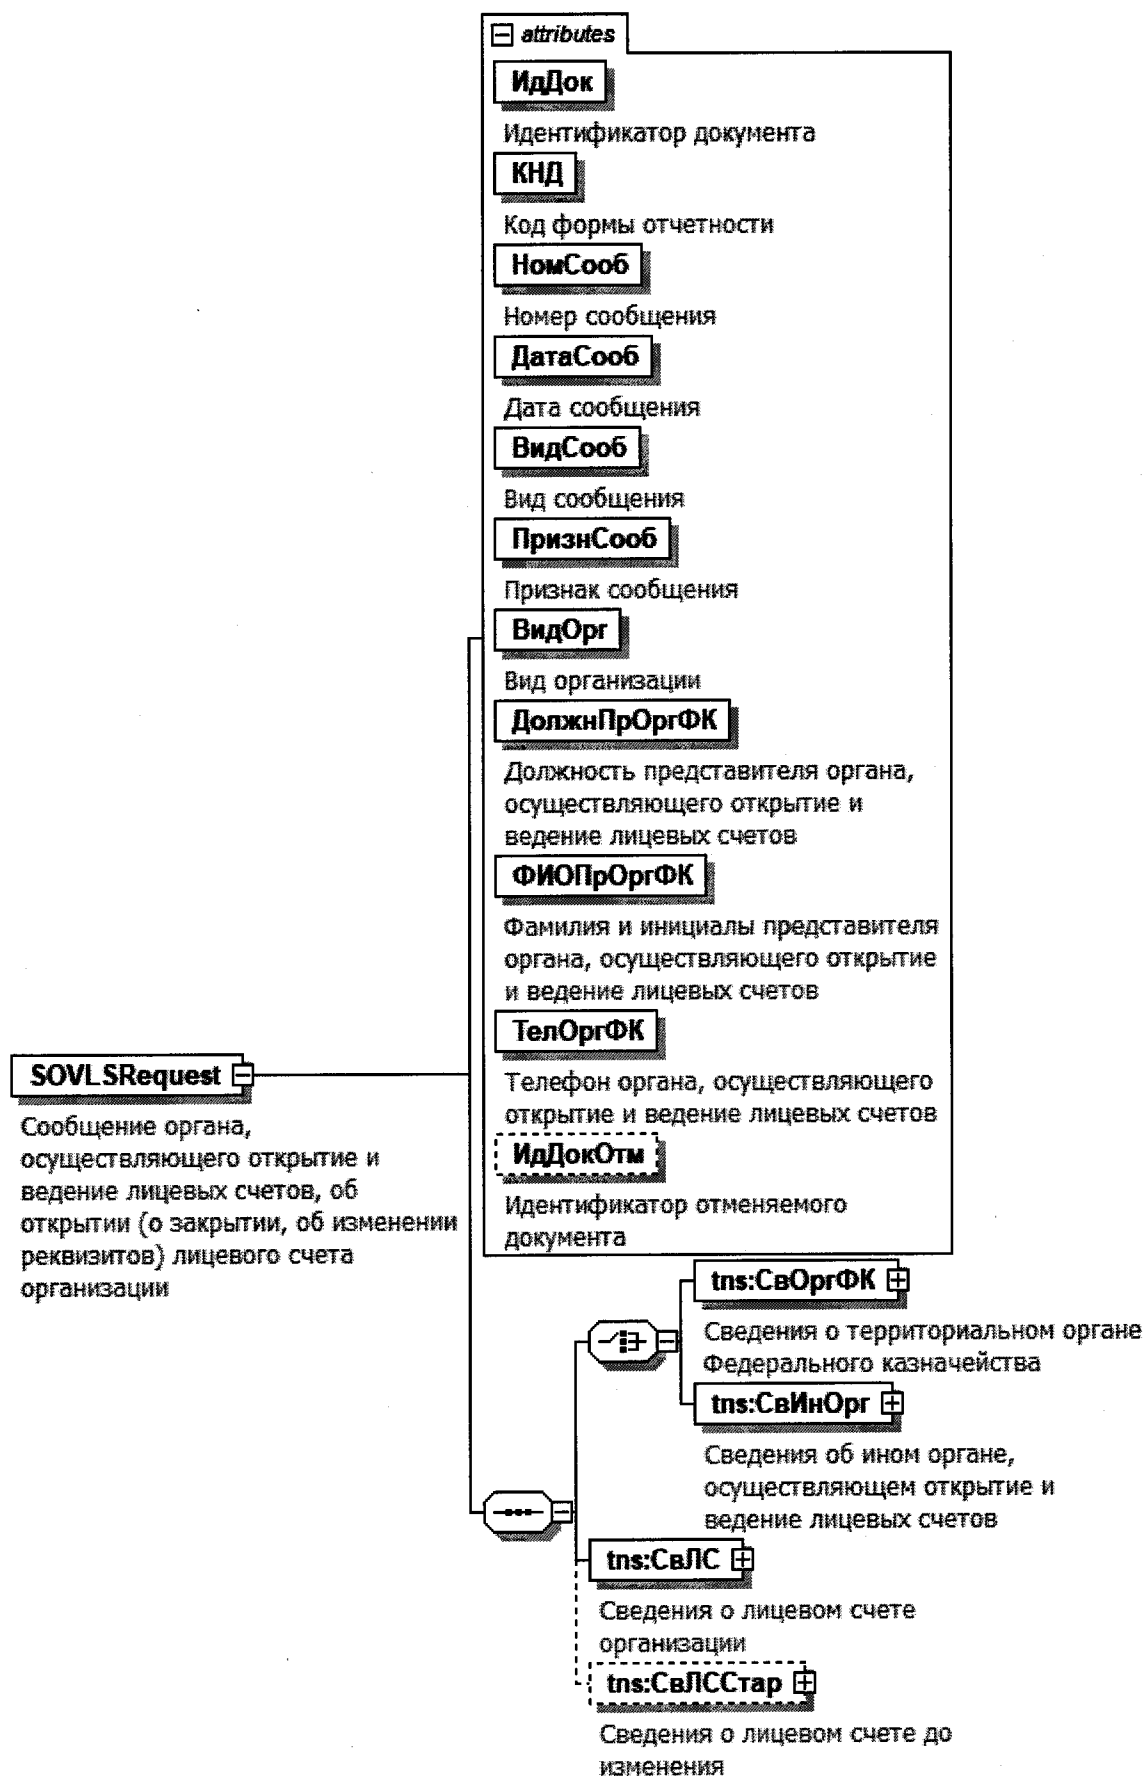 attributes
ИдДок
Идентификатор документа
КНД
Код формы отчетности
НомСооб
Номер сообщения
ДатаСооб
Дата сообщения
ВидСооб
Вид сообщения
ПризнСооб
Признак сообщения
ВидОрг
Вид организации
ДолжнПрОргФК
Должность представителя органа,
осуществляющего открытие и
ведение лицевых счетов
ФИОПрОргФК
Фамилия и инициалы представителя
органа, осуществляющего открытие
и ведение лицевых счетов
ТелОргФК
Телефон органа, осуществляющего
открытие и ведение лицевых счетов
ИдДокОтм
Идентификатор отменяемого
документа
SOVLSRequest
Сообщение органа,
осуществляющего открытие и
ведение лицевых счетов, об
открытии (о закрытии, об изменении
реквизитов) лицевого счета
организации
tns:СвОргФК
Сведения о территориальном органе
Федерального казначейства
tns:СвИнОрг
Сведения об ином органе,
осуществляющем открытие и
ведение лицевых счетов
tns:СвЛС
Сведения о лицевом счете
организации
tns:СвЛССтар
Сведения о лицевом счете до
изменения